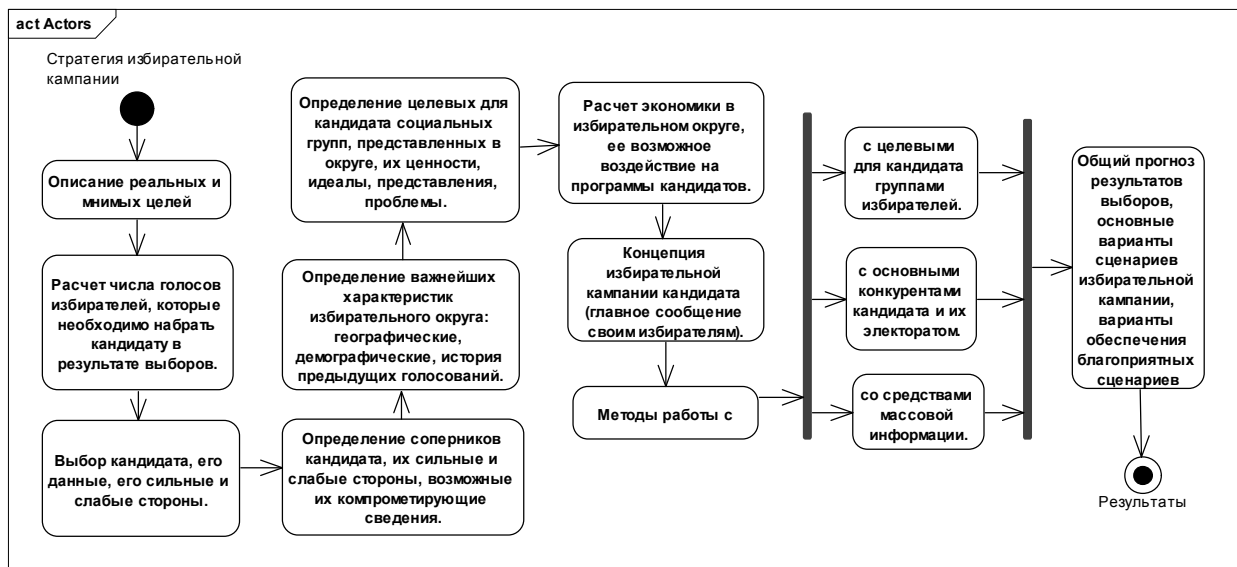 act Actors
Стратегия избирательной
кампании
Описание реальных и
мнимых целей
Расчет числа голосов
избирателей, которые
необходимо набрать
кандидату в
результате выборов.
Выбор кандидата, его
данные, его сильные и
слабые стороны.
Определение соперников
кандидата, их сильные и
слабые стороны, возможные
их компрометирующие
сведения.
Определение важнейших
характеристик
избирательного округа:
географические,
демографические, история
предыдущих голосований.
Определение целевых для
кандидата социальных
групп, представленных в
округе, их ценности,
идеалы, представления,
проблемы.
Расчет экономики в
избирательном округе,
ее возможное
воздействие на
программы кандидатов.
Концепция
избирательной
кампании кандидата
(главное сообщение
своим избирателям).
Методы работы с
с целевыми
для кандидата
группами
избирателей.
с основными
конкурентами
кандидата и их
электоратом.
со средствами
массовой
информации.
Общий прогноз
результатов
выборов,
основные
варианты
сценариев
избирательной
кампании,
варианты
обеспечения
благоприятных
сценариев
Результаты